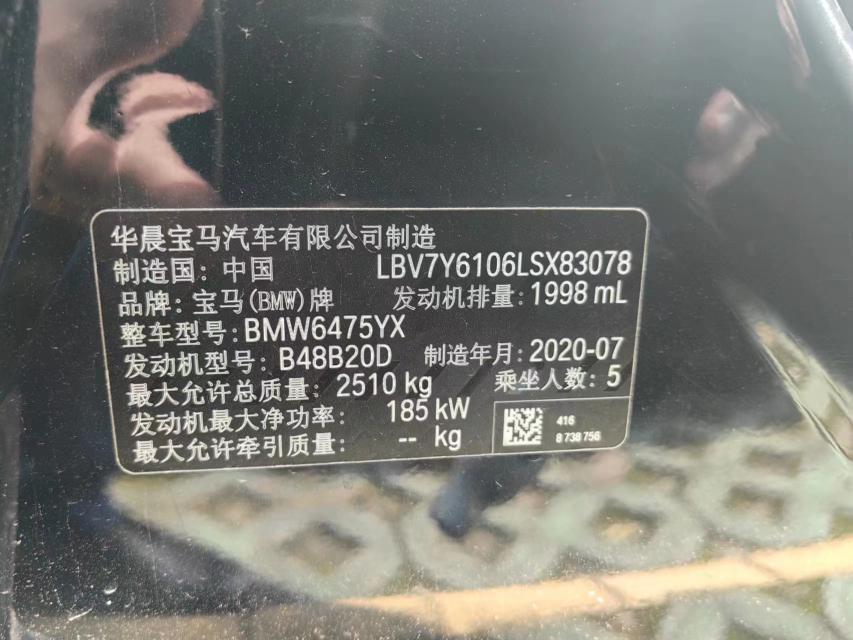 华晨宝马汽车有限公司制造
制造国：中国 LBV7Y6106LSX83078
品牌：宝马(BMW)牌 发动机排量：1998 mL
整车型号：BMW6475YX
发动机型号：B48B20D 制造年月：2020-07
最大允许总质量：2510 kg 乘坐人数：5
发动机最大净功率：185 kW
最大允许牵引质量：-- kg
416
8 738 756